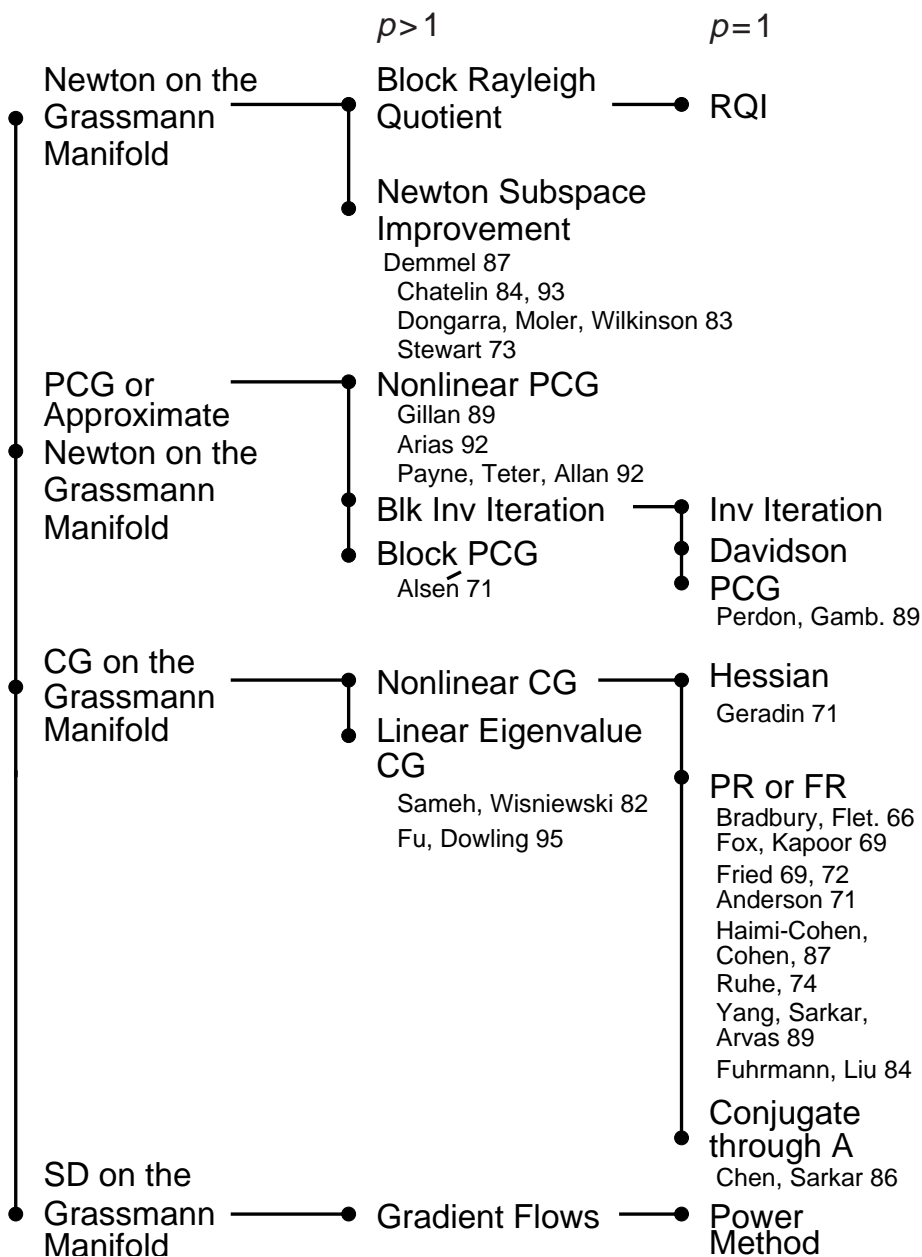 p>1
p=1
Newton on the
Grassmann
Manifold
Block Rayleigh
Quotient
RQI
Newton Subspace
Improvement
Demmel 87
Chatelin 84, 93
Dongarra, Moler, Wilkinson 83
Stewart 73
PCG or
Approximate
Newton on the
Grassmann
Manifold
Nonlinear PCG
Gillan 89
Arias 92
Payne, Teter, Allan 92
Blk Inv Iteration
Inv Iteration
Davidson
Block PCG
Alsén 71
PCG
Perdon, Gamb. 89
CG on the
Grassmann
Manifold
Nonlinear CG
Linear Eigenvalue
CG
Sameh, Wisniewski 82
Fu, Dowling 95
Hessian
Geradin 71
PR or FR
Bradbury, Flet. 66
Fox, Kapoor 69
Fried 69, 72
Anderson 71
Haimi-Cohen,
Cohen, 87
Ruhe, 74
Yang, Sarkar,
Arvas 89
Fuhrmann, Liu 84
Conjugate
through A
Chen, Sarkar 86
SD on the
Grassmann
Manifold
Gradient Flows
Power
Method